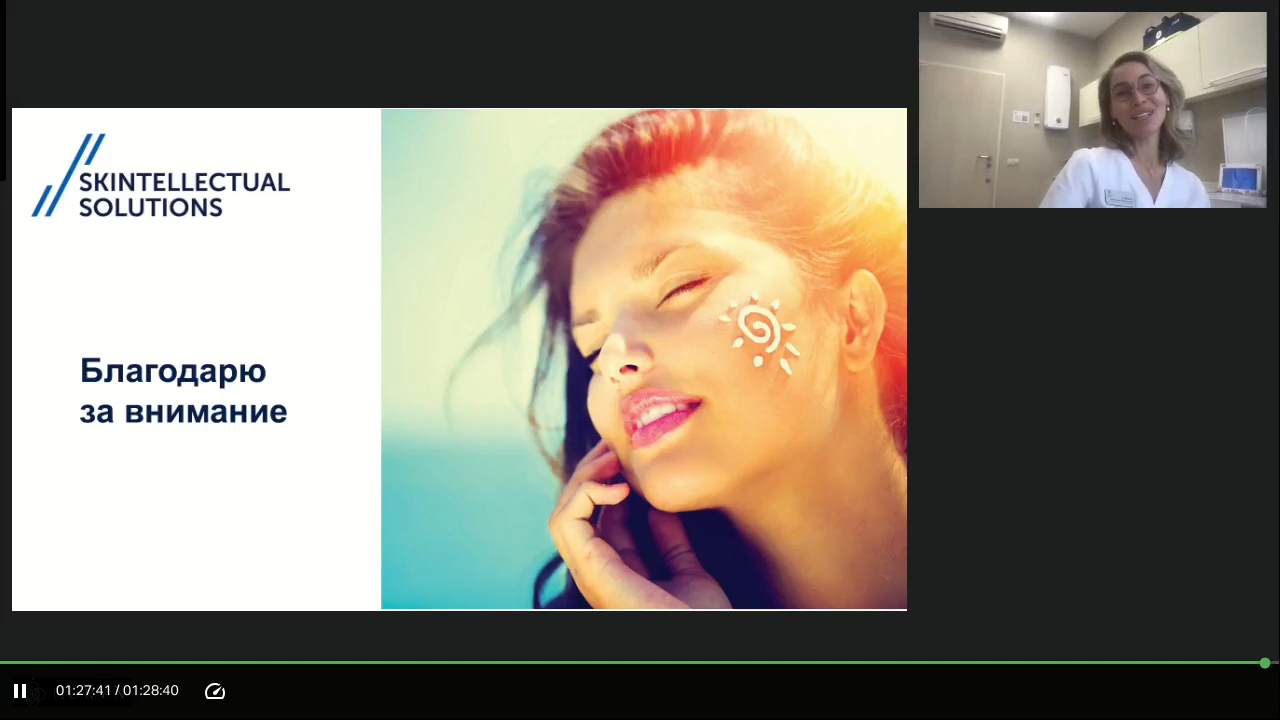 SKINTELLECTUAL
SOLUTIONS
Благодарю
за внимание
01:27:41 / 01:28:40